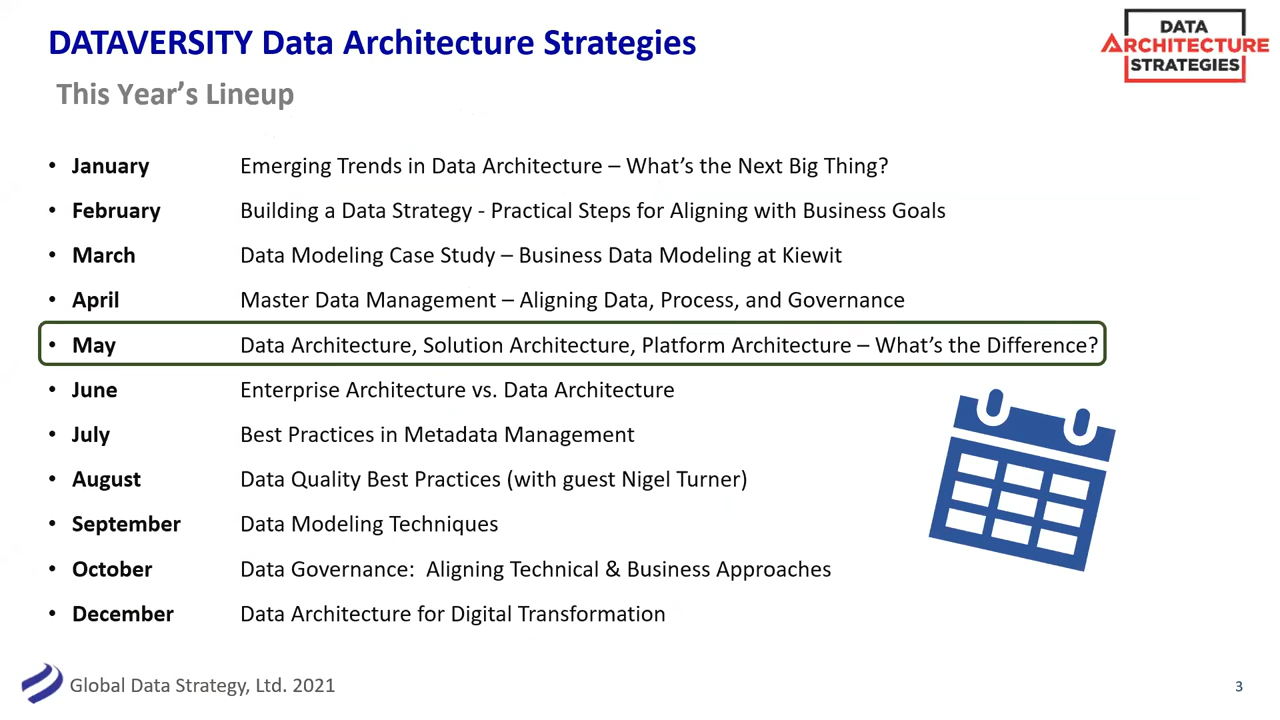 DATAVERSITY Data Architecture Strategies
This Year’s Lineup
DATA
ARCHITECTURE
STRATEGIES
• January Emerging Trends in Data Architecture – What’s the Next Big Thing?
• February Building a Data Strategy - Practical Steps for Aligning with Business Goals
• March Data Modeling Case Study – Business Data Modeling at Kiewit
• April Master Data Management – Aligning Data, Process, and Governance
• May Data Architecture, Solution Architecture, Platform Architecture – What’s the Difference?
• June Enterprise Architecture vs. Data Architecture
• July Best Practices in Metadata Management
• August Data Quality Best Practices (with guest Nigel Turner)
• September Data Modeling Techniques
• October Data Governance: Aligning Technical & Business Approaches
• December Data Architecture for Digital Transformation
Global Data Strategy, Ltd. 2021
3